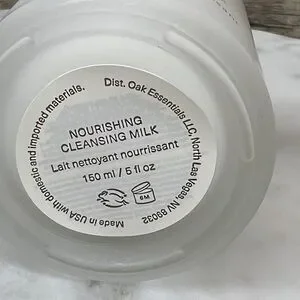 Dist. Oak Essentials LLC, North Las Vegas, NV 89032
Made in USA with domestic and imported materials.
NOURISHING
CLEANSING MILK
Lait nettoyant nourrissant
150 ml / 5 fl oz
6M